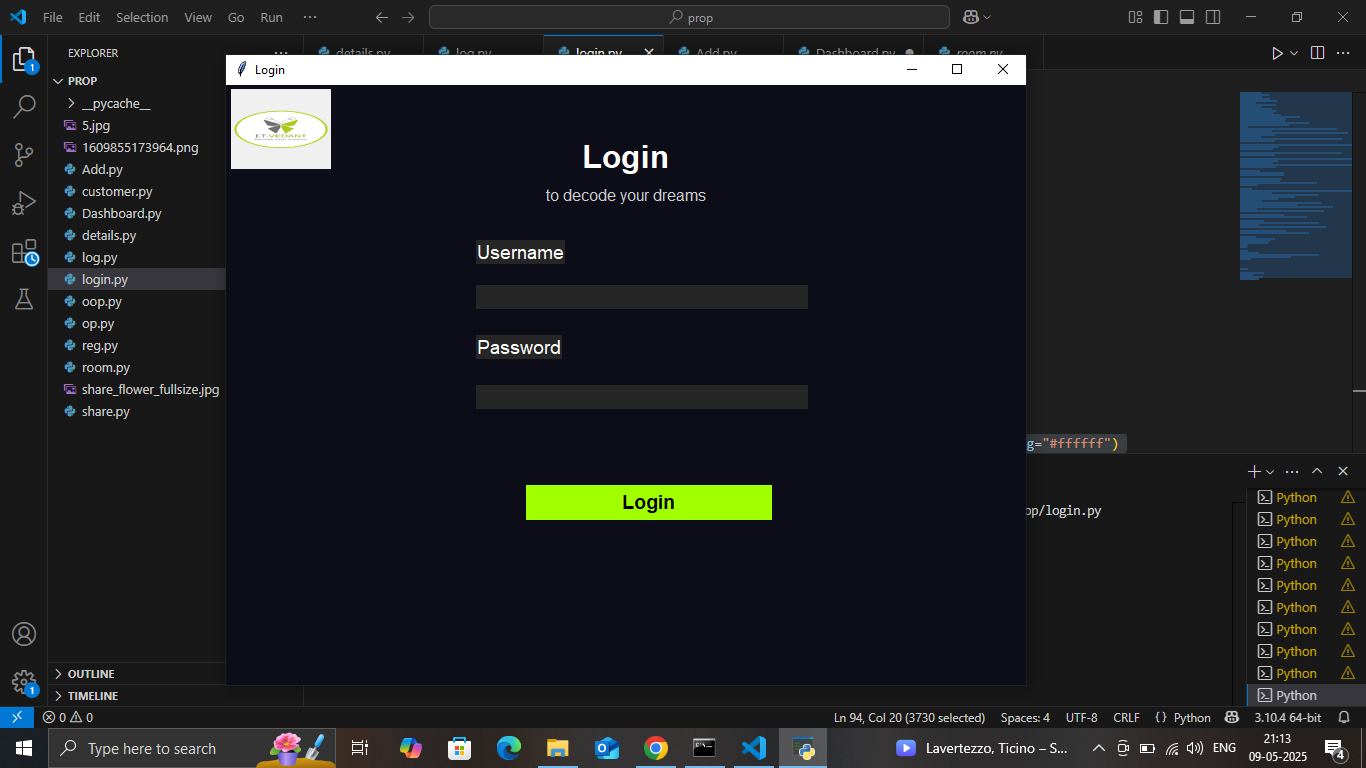 File Edit Selection View Go Run ···
prop
EXPLORER ···
PROP
__pycache__
5.jpg
1609855173964.png
Add.py
customer.py
Dashboard.py
details.py
log.py
login.py
oop.py
op.py
reg.py
room.py
share_flower_fullsize.jpg
share.py
OUTLINE
TIMELINE
details.py log.py login.py Add.py Dashboard.py room.py
Login
I.T.VEDANT
Login
to decode your dreams
Username
Password
Login
g="#ffffff")
op/login.py
Python
Python
Python
Python
Python
Python
Python
Python
Python
Python
1
1
0 0
Ln 94, Col 20 (3730 selected) Spaces: 4 UTF-8 CRLF {} Python 3.10.4 64-bit
Type here to search
Lavertezzo, Ticino – S...
ENG
21:13
09-05-2025
4